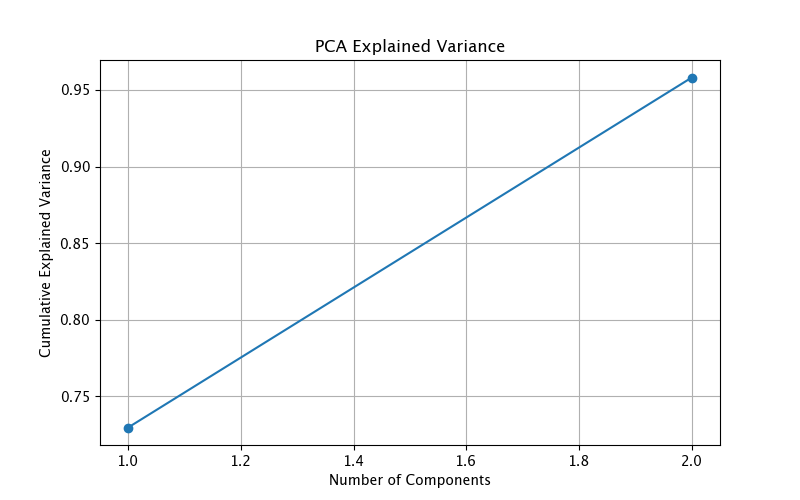 PCA Explained Variance
Cumulative Explained Variance
0.95
0.90
0.85
0.80
0.75
1.0 1.2 1.4 1.6 1.8 2.0
Number of Components